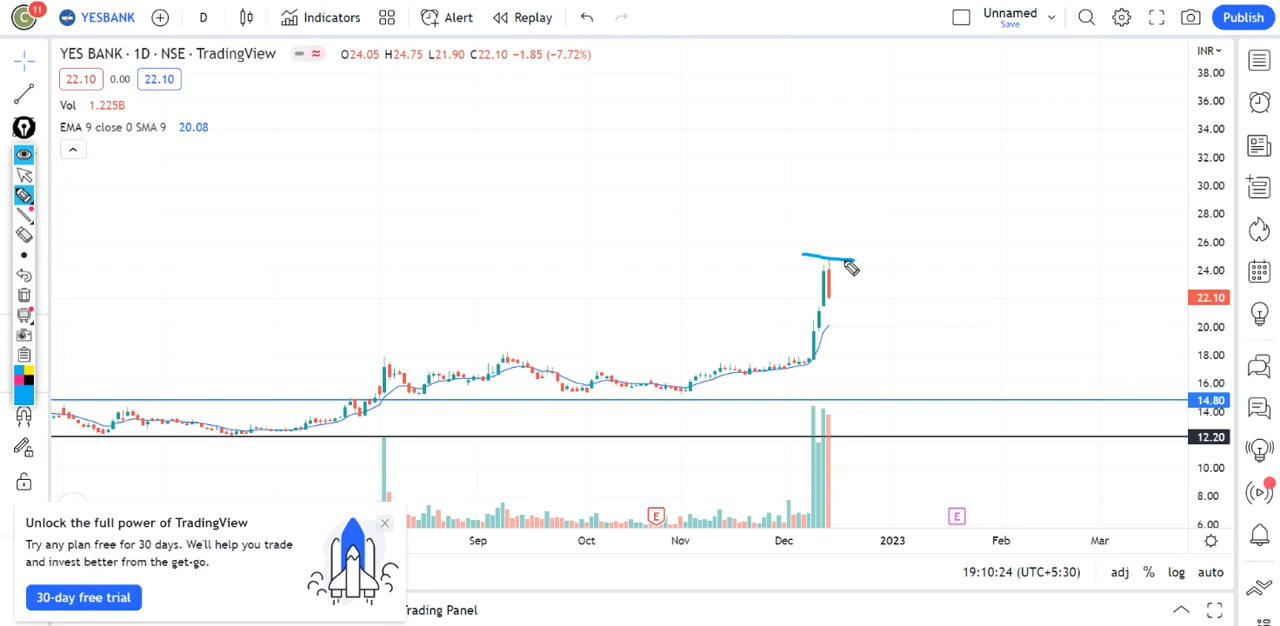 C 11 YESBANK D Indicators Alert Replay Unnamed Save Publish
YES BANK · 1D · NSE · TradingView O24.05 H24.75 L21.90 C22.10 −1.85 (−7.72%) INR
22.10 0.00 22.10
38.00
Vol 1.225B
36.00
EMA 9 close 0 SMA 9 20.08
34.00
32.00
30.00
28.00
26.00
24.00
22.10
20.00
18.00
16.00
14.80
14.00
12.20
10.00
8.00
6.00
E E
Sep Oct Nov Dec 2023 Feb Mar
Unlock the full power of TradingView
Try any plan free for 30 days. We'll help you trade
and invest better from the get-go.
30-day free trial
19:10:24 (UTC+5:30) adj % log auto
Trading Panel